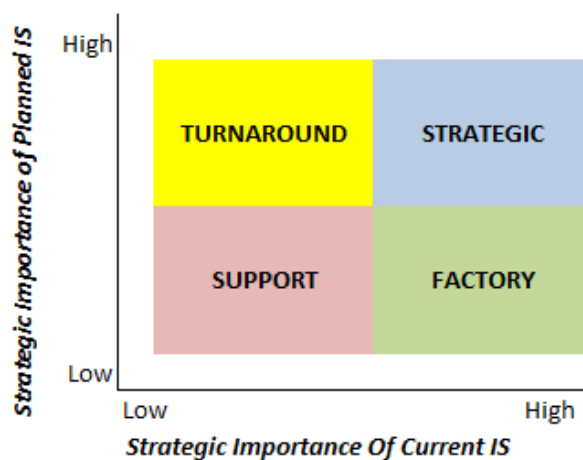 Strategic Importance of Planned IS
High
TURNAROUND
STRATEGIC
SUPPORT
FACTORY
Low
Low
High
Strategic Importance Of Current IS